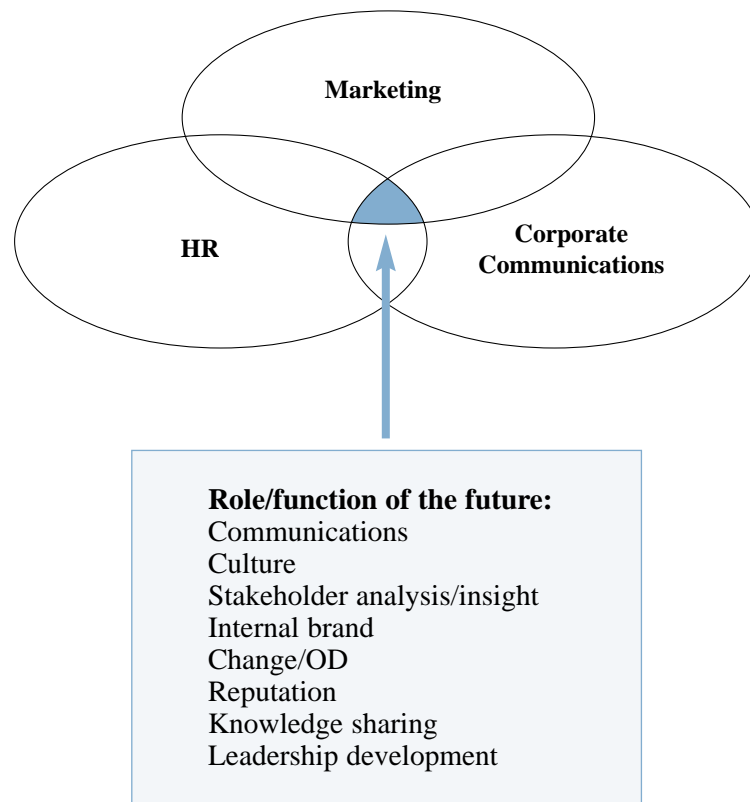 Marketing
HR
Corporate
Communications
Role/function of the future:
Communications
Culture
Stakeholder analysis/insight
Internal brand
Change/OD
Reputation
Knowledge sharing
Leadership development